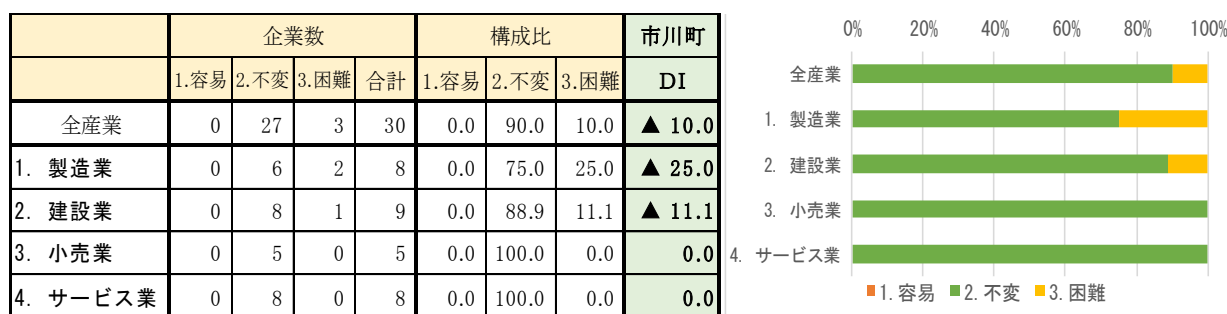 企業数 構成比 市川町
1.容易 2.不変 3.困難 合計 1.容易 2.不変 3.困難 DI
全産業 0 27 3 30 0.0 90.0 10.0 ▲ 10.0
1. 製造業 0 6 2 8 0.0 75.0 25.0 ▲ 25.0
2. 建設業 0 8 1 9 0.0 88.9 11.1 ▲ 11.1
3. 小売業 0 5 0 5 0.0 100.0 0.0 0.0
4. サービス業 0 8 0 8 0.0 100.0 0.0 0.0
0% 20% 40% 60% 80% 100%
全産業
1. 製造業
2. 建設業
3. 小売業
4. サービス業
1. 容易 2. 不変 3. 困難